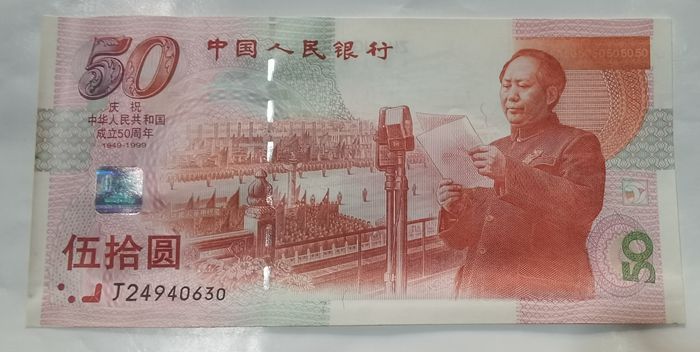 50
中国人民银行
庆祝
中华人民共和国
成立50周年
1949-1999
伍拾圆
J24940630
50